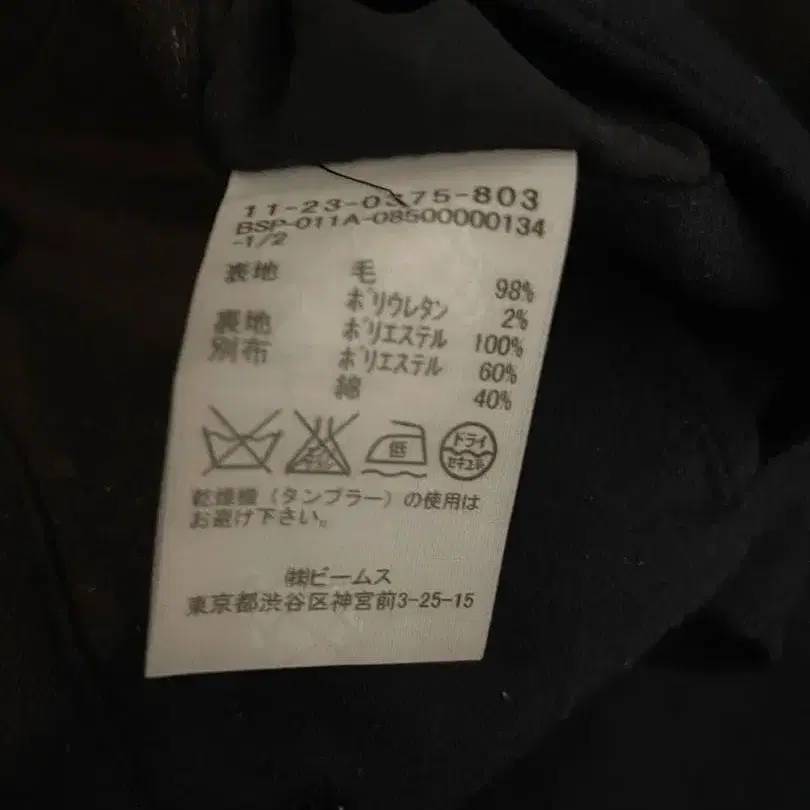 11-23-0375-803
BSP-011A-08500000134
-1/2
表地 毛 98%
ポリウレタン 2%
裏地 ポリエステル 100%
別布 ポリエステル 60%
綿 40%
低 ドライ
セキユ系
乾燥機（タンブラー）の使用は
お避け下さい。
㈱ビームス
東京都渋谷区神宮前3-25-15